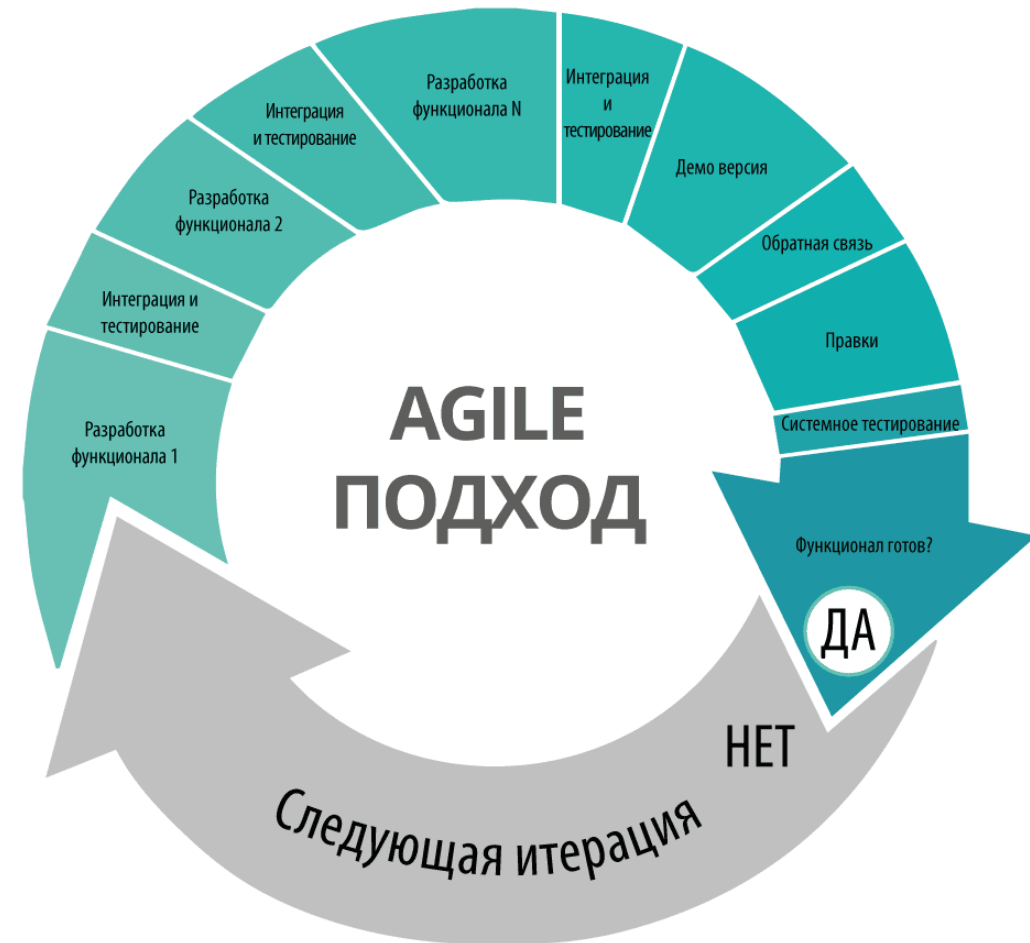 Разработка
функционала 1
Интеграция и
тестирование
Разработка
функционала 2
Интеграция
и тестирование
Разработка
функционала N
Интеграция
и
тестирование
Демо версия
Обратная связь
Правки
Системное тестирование
Функционал готов?
ДА
НЕТ
Следующая итерация
AGILE
ПОДХОД